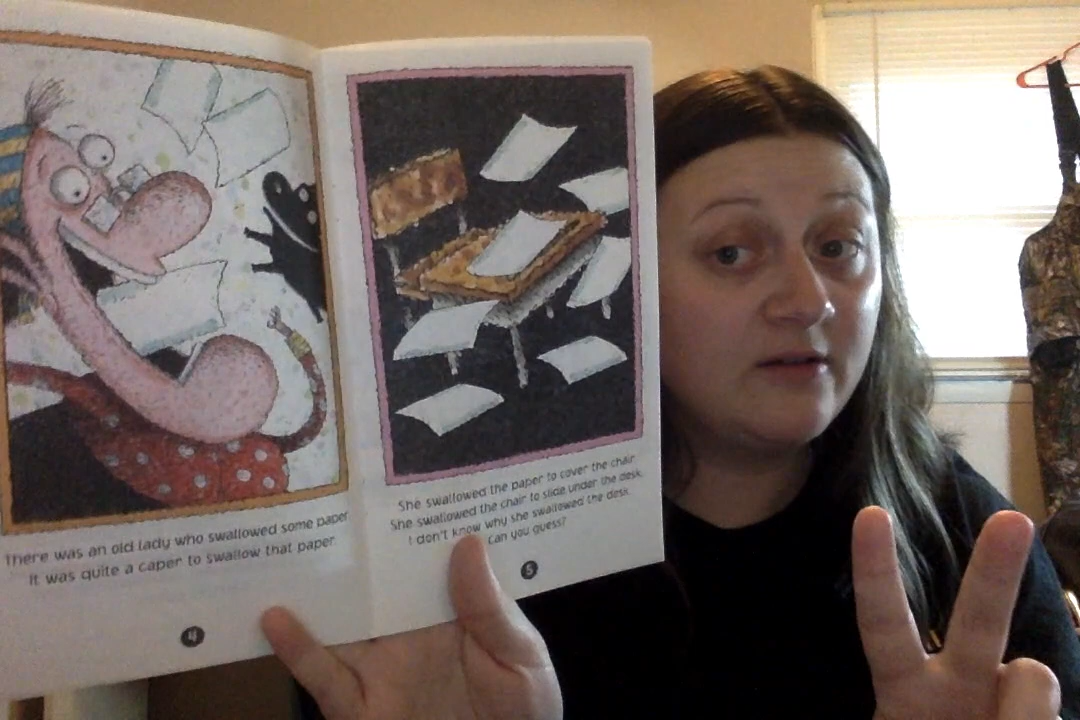 There was an old lady who swallowed some paper
It was quite a caper to swallow that paper.
4
She swallowed the paper to cover the chair.
She swallowed the chair to slide under the desk.
I don't know why she swallowed the desk.
can you guess?
5